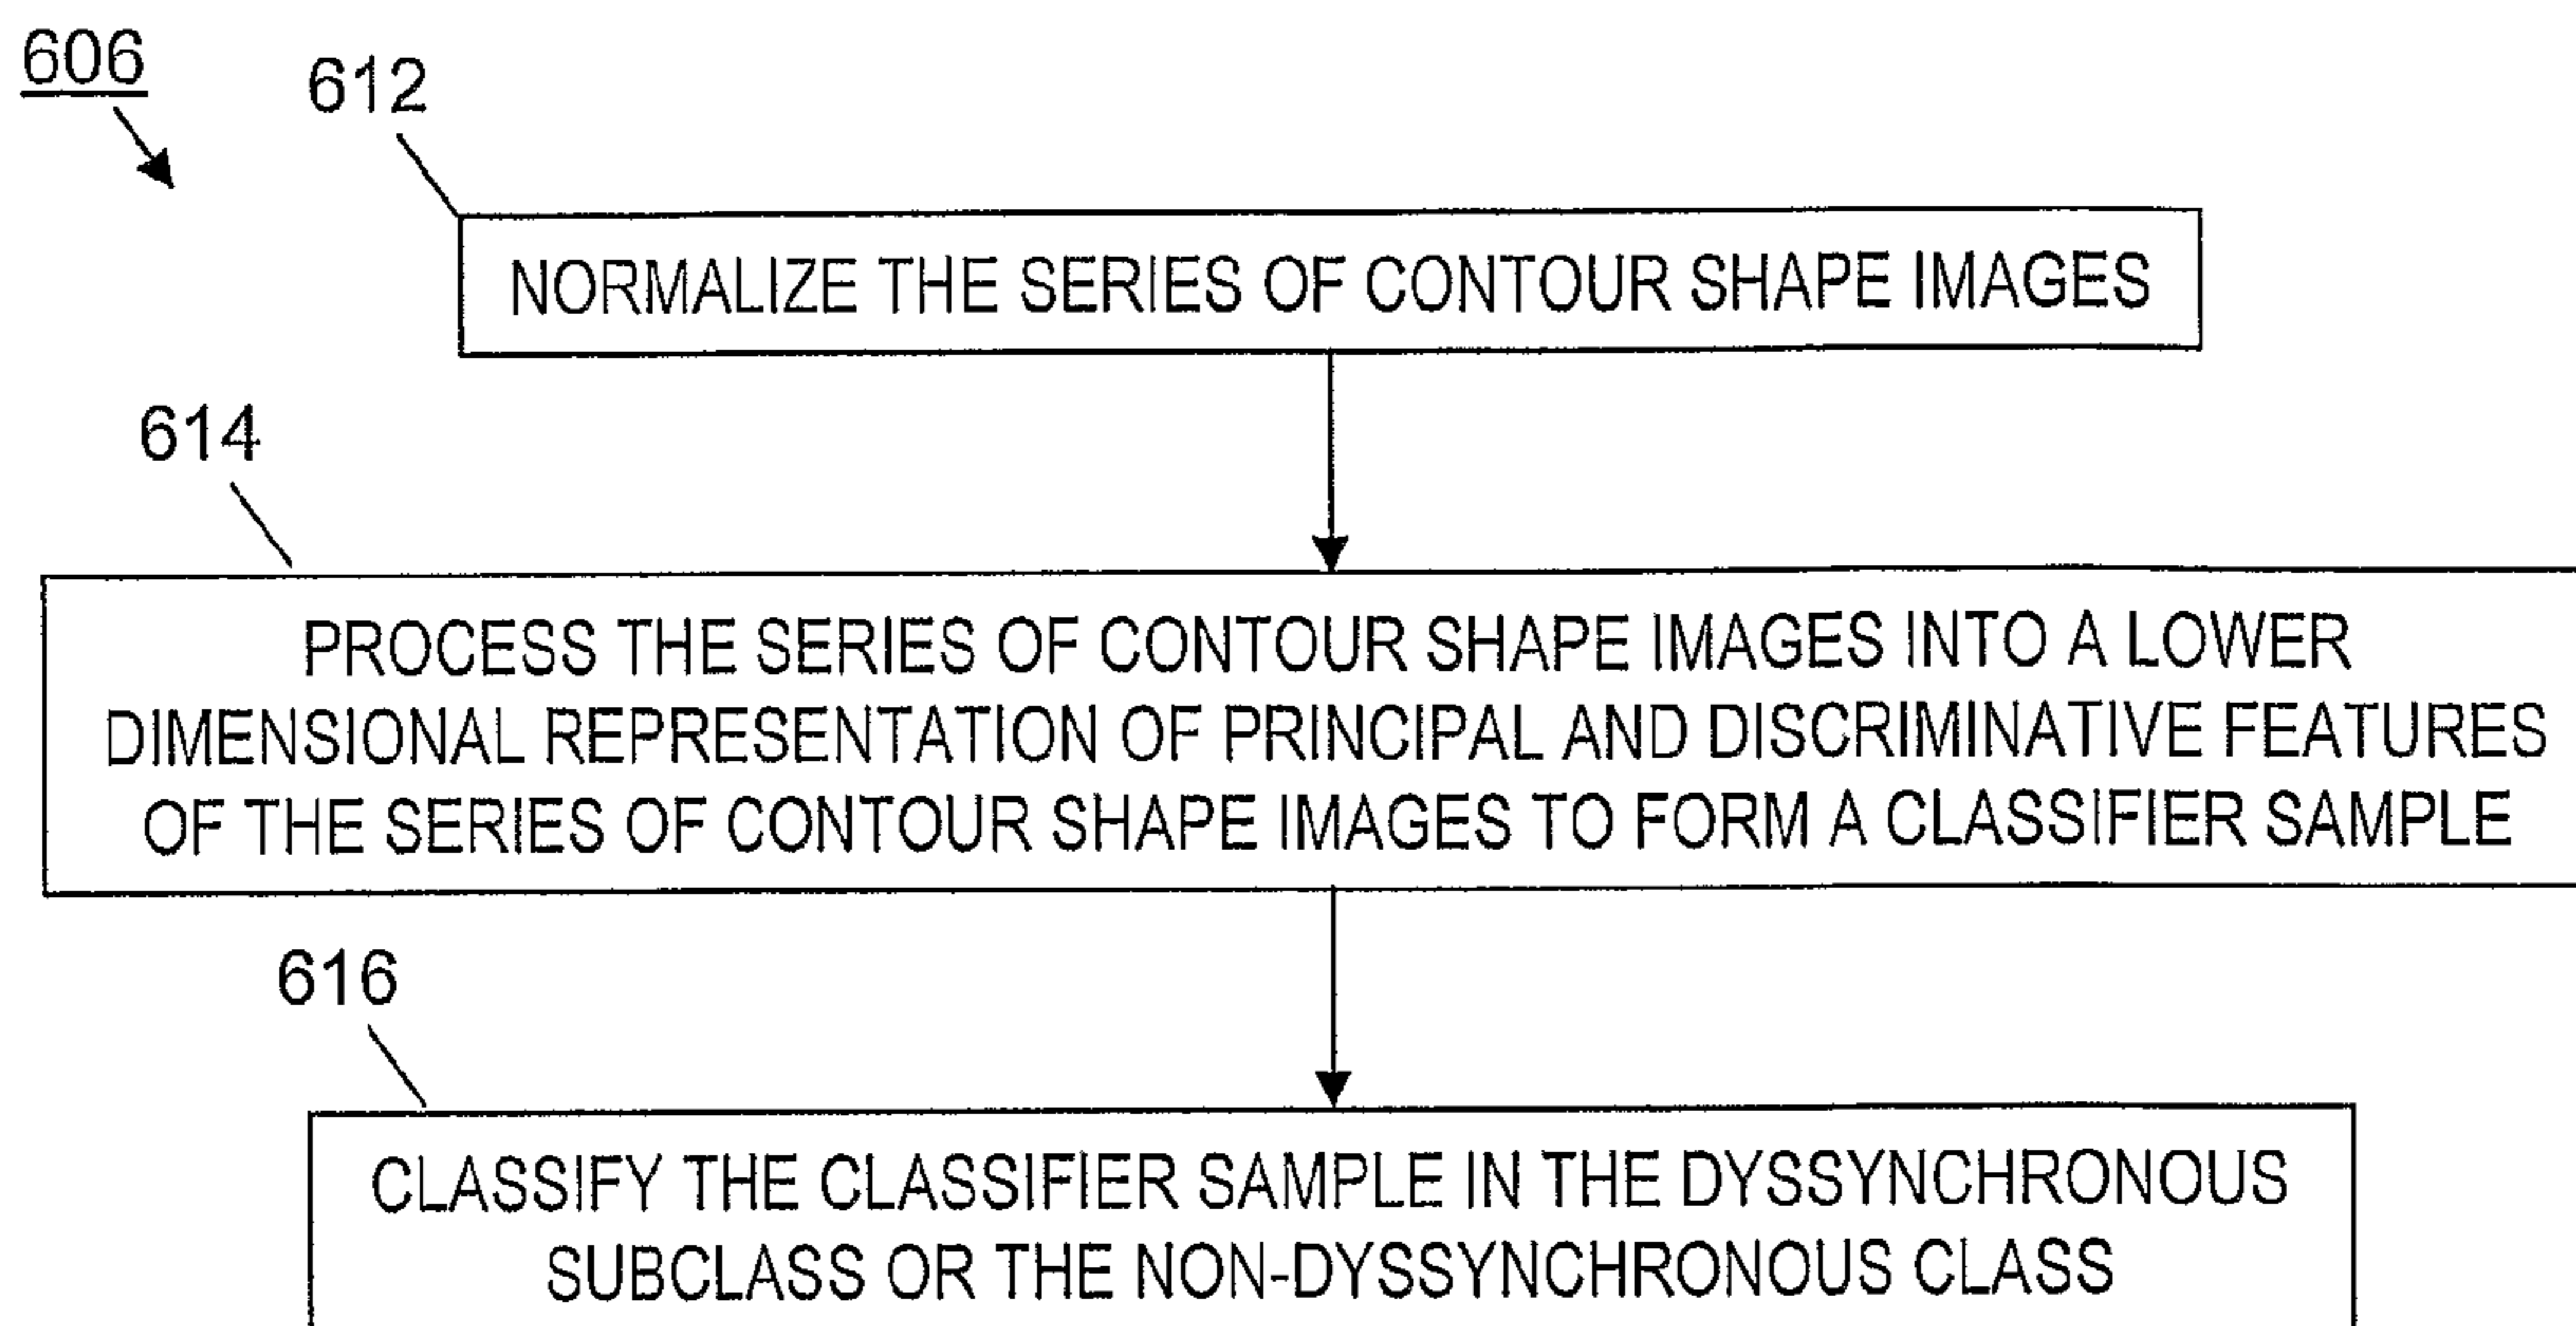 606
612
NORMALIZE THE SERIES OF CONTOUR SHAPE IMAGES
614
PROCESS THE SERIES OF CONTOUR SHAPE IMAGES INTO A LOWER
DIMENSIONAL REPRESENTATION OF PRINCIPAL AND DISCRIMINATIVE FEATURES
OF THE SERIES OF CONTOUR SHAPE IMAGES TO FORM A CLASSIFIER SAMPLE
616
CLASSIFY THE CLASSIFIER SAMPLE IN THE DYSSYNCHRONOUS
SUBCLASS OR THE NON-DYSSYNCHRONOUS CLASS